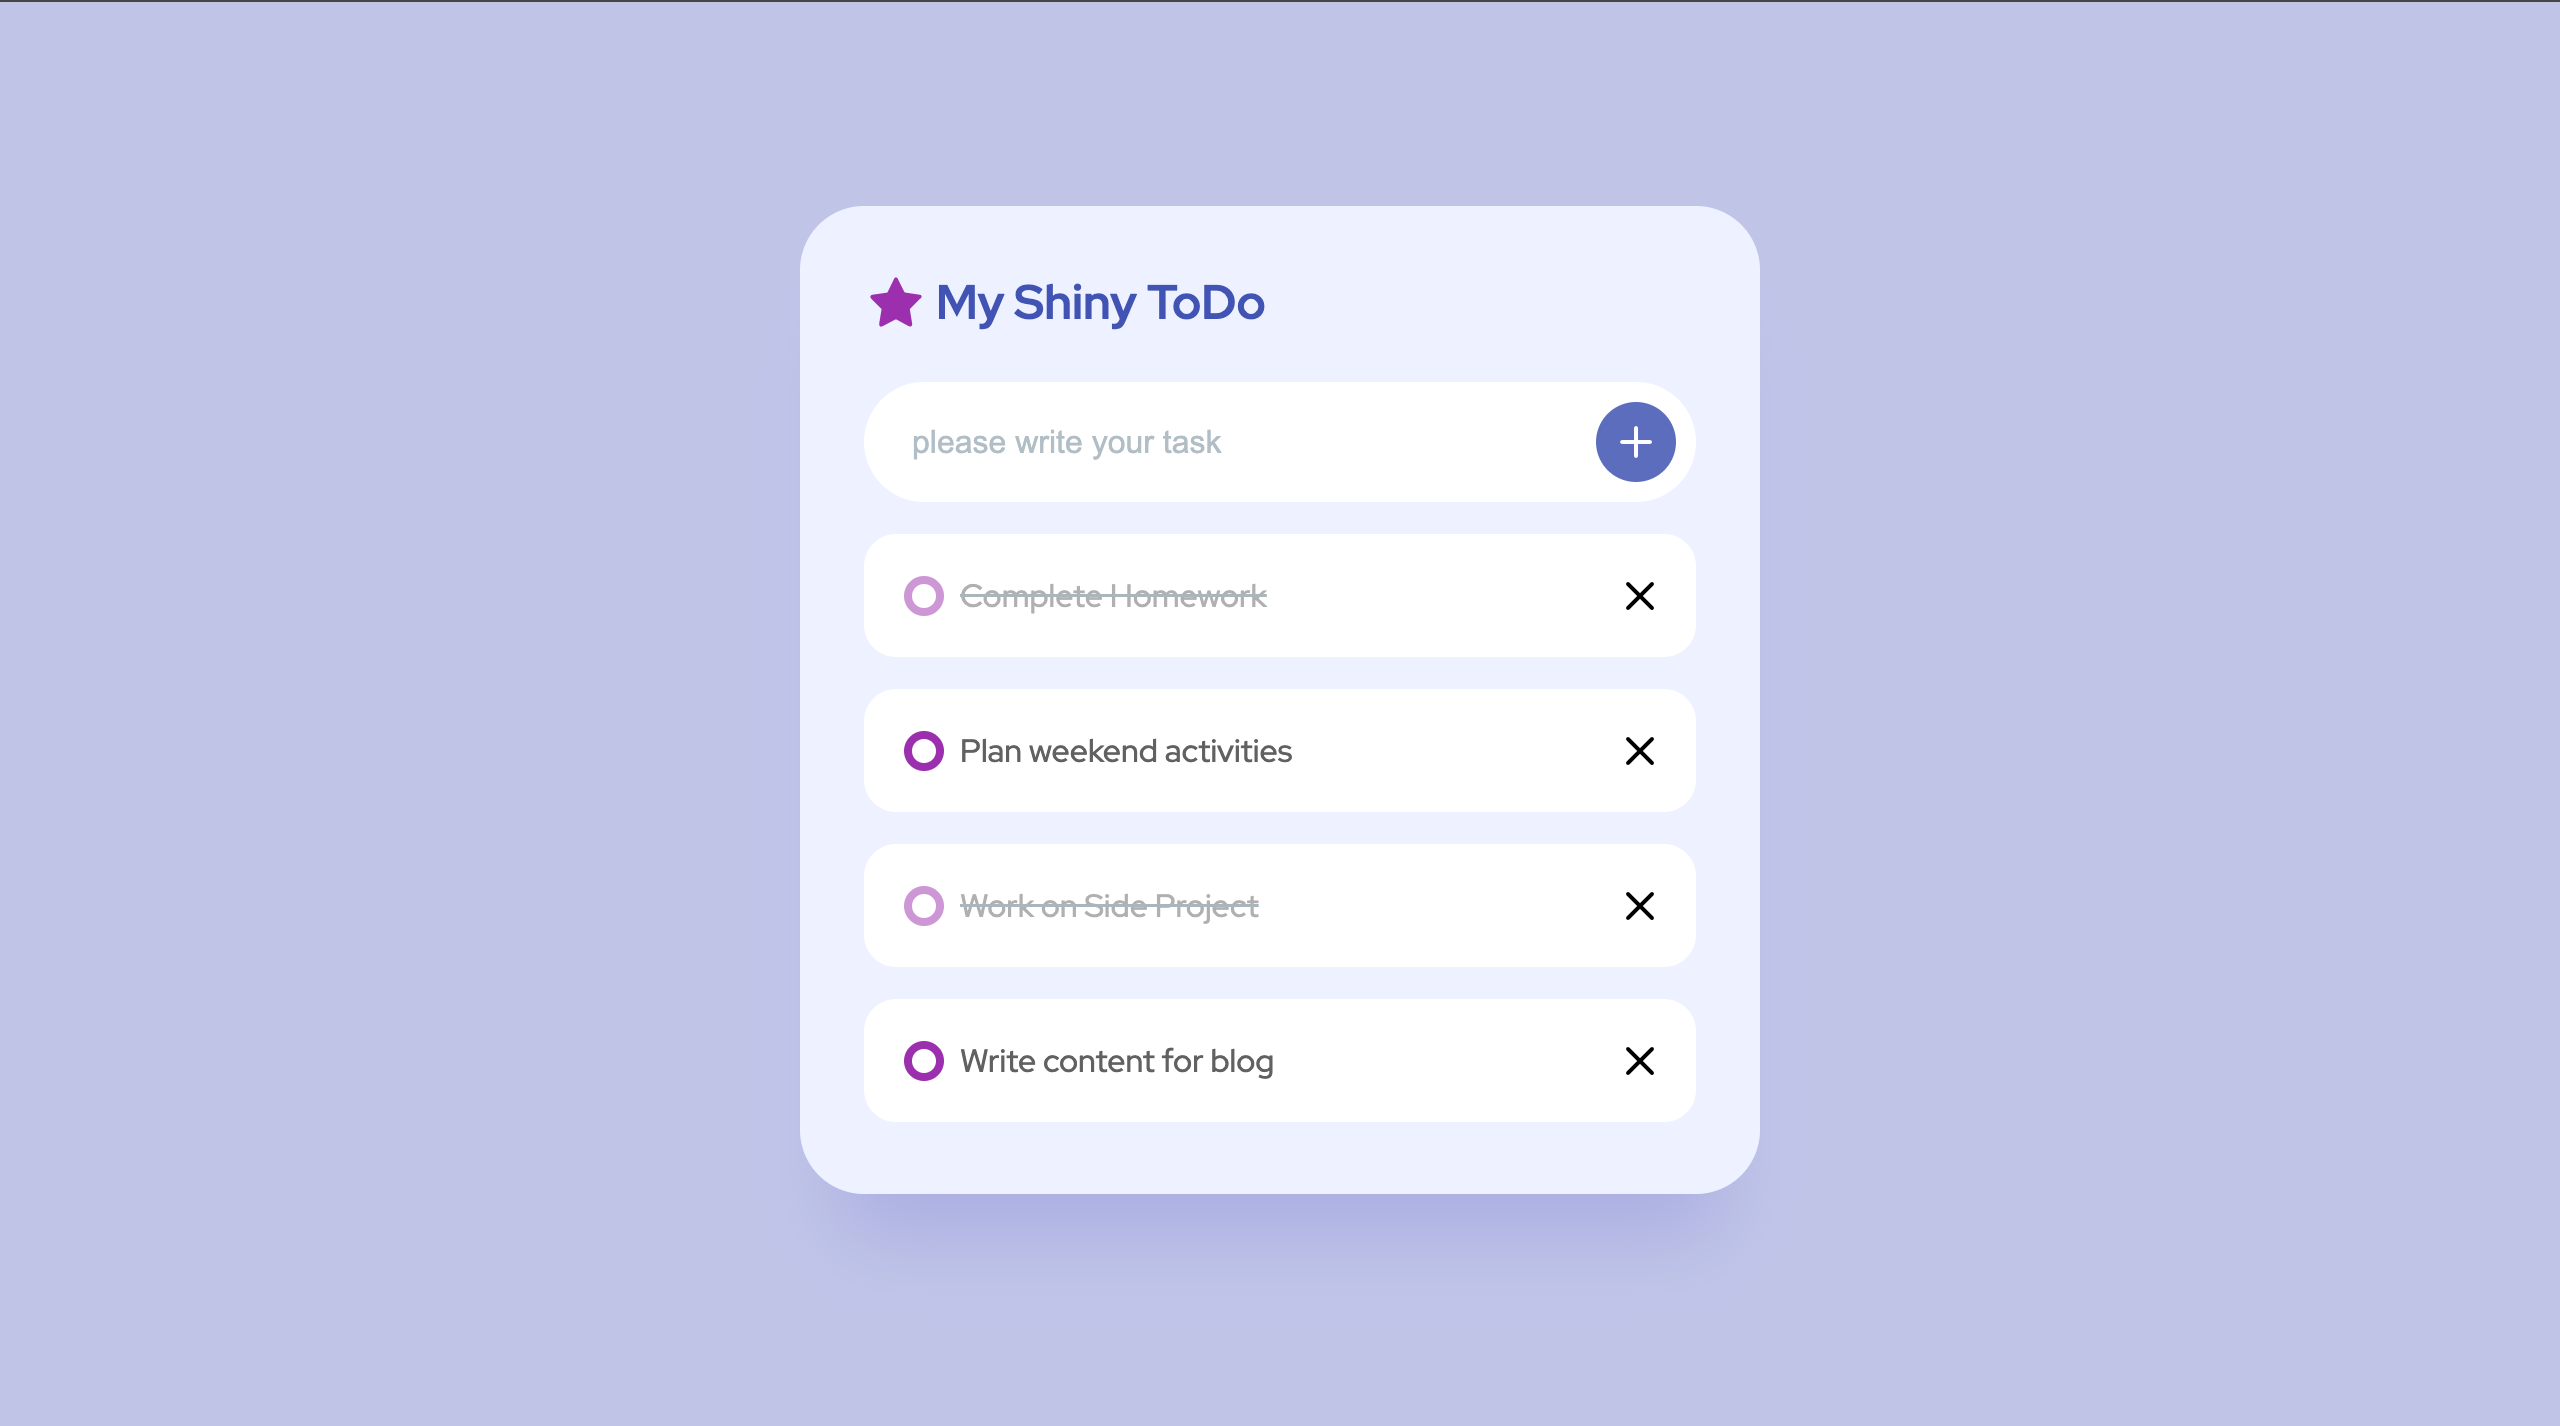 My Shiny ToDo
please write your task
Complete Homework
Plan weekend activities
Work on Side Project
Write content for blog